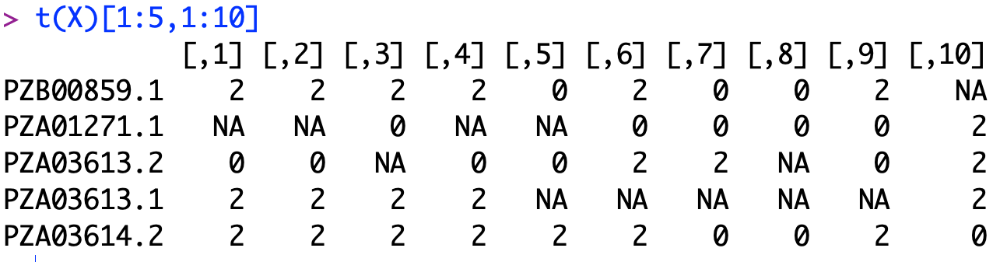 > t(X)[1:5,1:10]
           [,1] [,2] [,3] [,4] [,5] [,6] [,7] [,8] [,9] [,10]
PZB00859.1    2    2    2    2    0    2    0    0    2    NA
PZA01271.1   NA   NA    0   NA   NA    0    0    0    0     2
PZA03613.2    0    0   NA    0    0    2    2   NA    0     2
PZA03613.1    2    2    2    2   NA   NA   NA   NA   NA     2
PZA03614.2    2    2    2    2    2    2    0    0    2     0